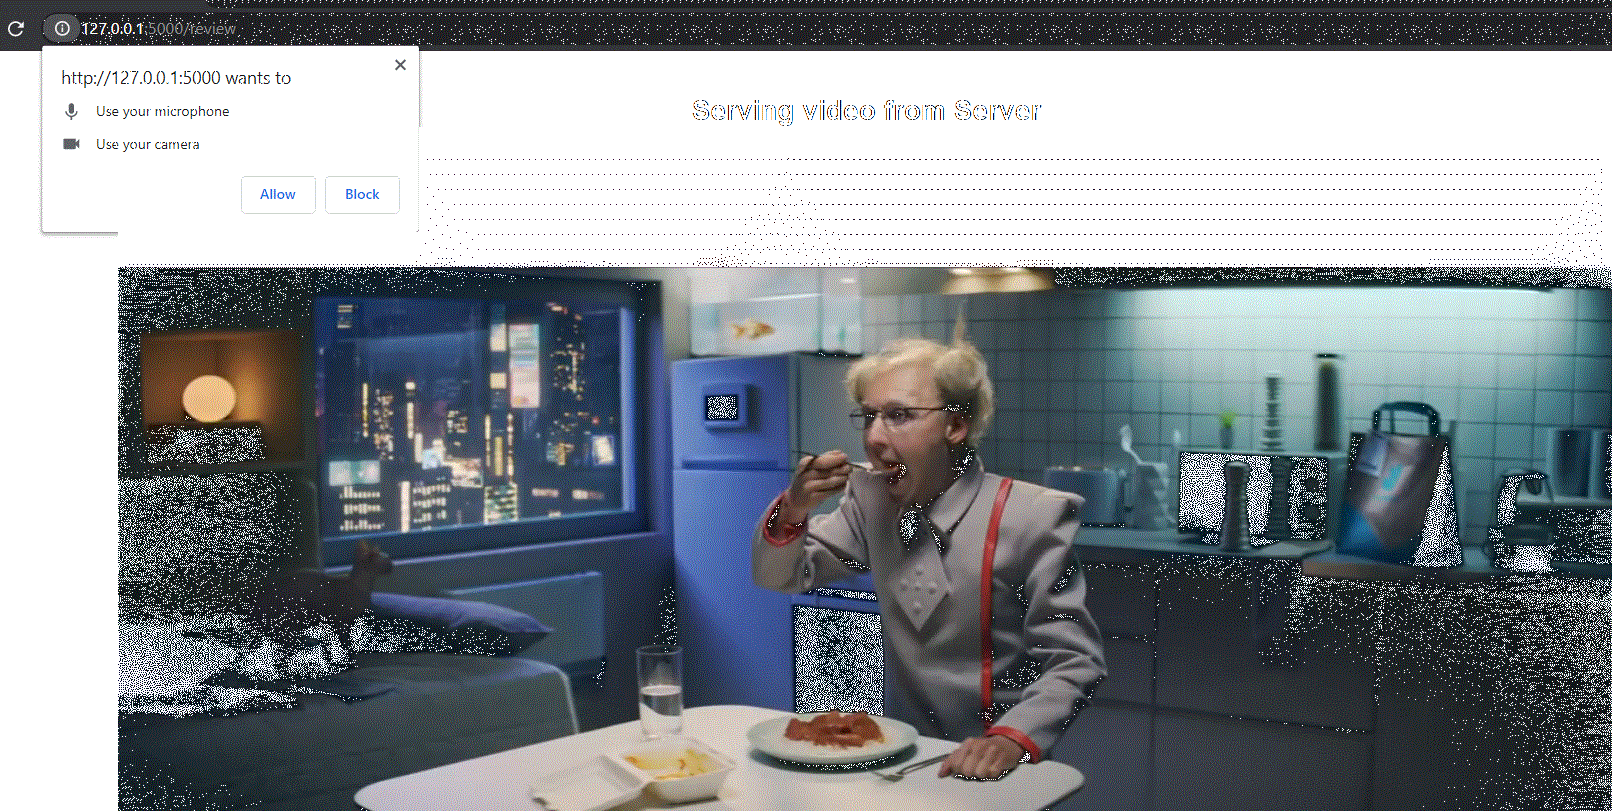 127.0.0.1:5000/review
http://127.0.0.1:5000 wants to
Use your microphone
Use your camera
Allow
Block
Serving video from Server